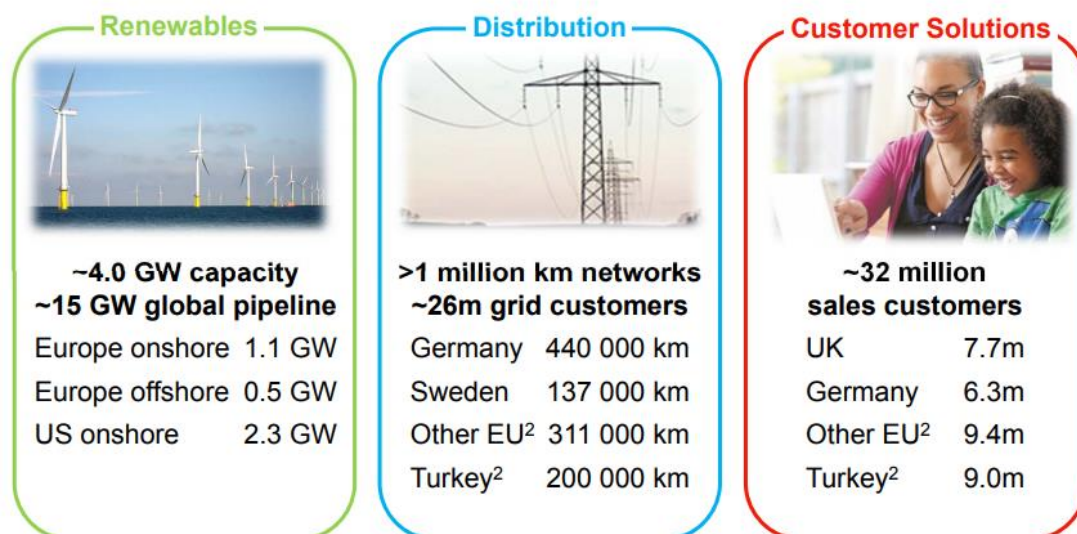 Renewables
~4.0 GW capacity
~15 GW global pipeline
Europe onshore 1.1 GW
Europe offshore 0.5 GW
US onshore 2.3 GW
Distribution
>1 million km networks
~26m grid customers
Germany 440 000 km
Sweden 137 000 km
Other EU² 311 000 km
Turkey² 200 000 km
Customer Solutions
~32 million
sales customers
UK 7.7m
Germany 6.3m
Other EU² 9.4m
Turkey² 9.0m